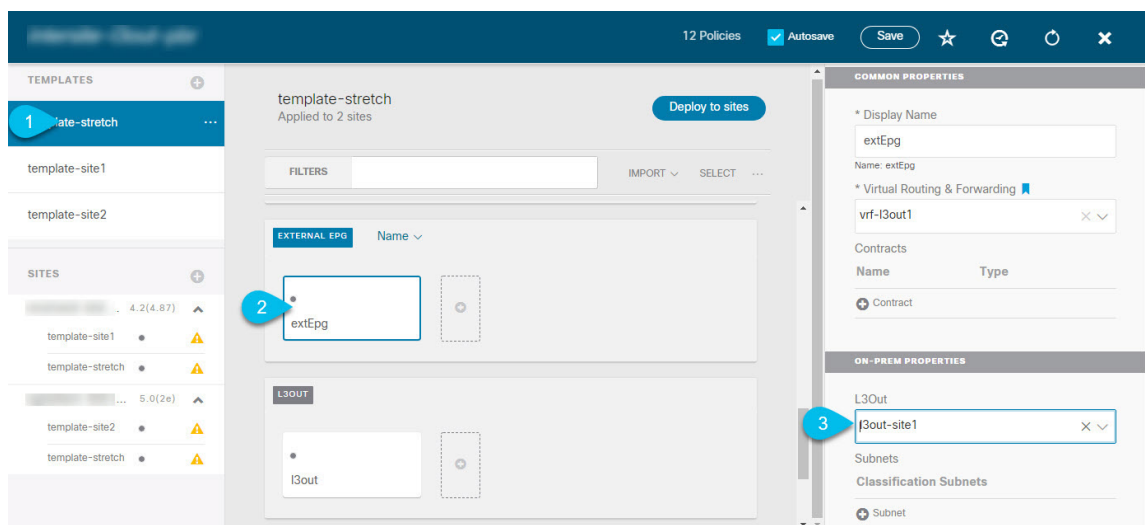 12 Policies
Autosave
Save
TEMPLATES
1
ate-stretch
...
template-site1
template-site2
SITES
... 4.2(4.87)
template-site1
template-stretch
... 5.0(2e)
template-site2
template-stretch
template-stretch
Applied to 2 sites
Deploy to sites
FILTERS
IMPORT
SELECT
...
EXTERNAL EPG
Name
2
extEpg
L3OUT
l3out
COMMON PROPERTIES
* Display Name
extEpg
Name: extEpg
* Virtual Routing & Forwarding
vrf-l3out1
Contracts
Name Type
Contract
ON-PREM PROPERTIES
L3Out
3
l3out-site1
Subnets
Classification Subnets
Subnet